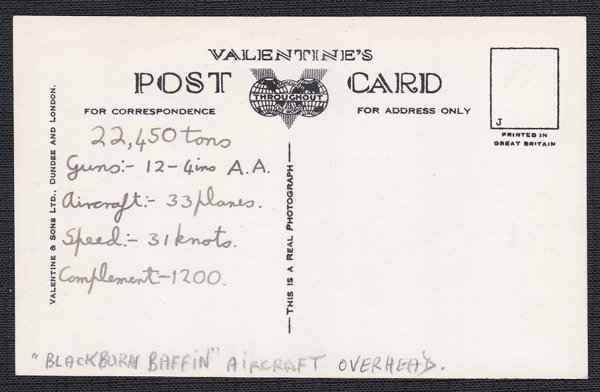 VALENTINE'S
POST CARD
THROUGHOUT THE WORLD
FOR CORRESPONDENCE
FOR ADDRESS ONLY
J
PRINTED IN
GREAT BRITAIN
22,450 tons
Guns:- 12-4ins A.A.
Aircraft:- 33 planes.
Speed:- 31 knots.
Complement:- 1200.
VALENTINE & SONS LTD., DUNDEE AND LONDON.
THIS IS A REAL PHOTOGRAPH
"BLACKBURN BAFFIN" AIRCRAFT OVERHEAD.